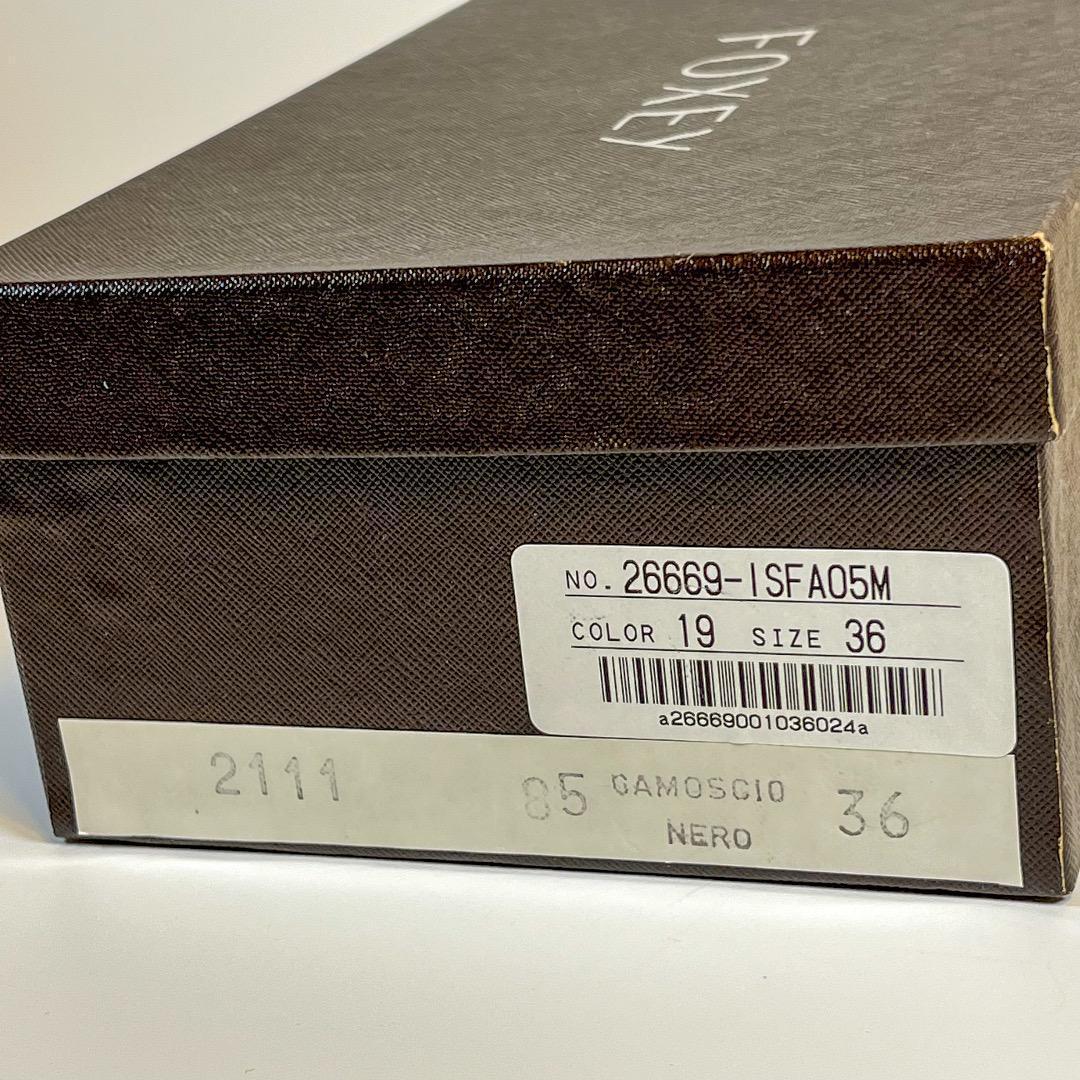 FOXEY
NO. 26669-ISFA05M
COLOR 19 SIZE 36
a26669001036024a
2111 85 CAMOSCIO 36
NERO